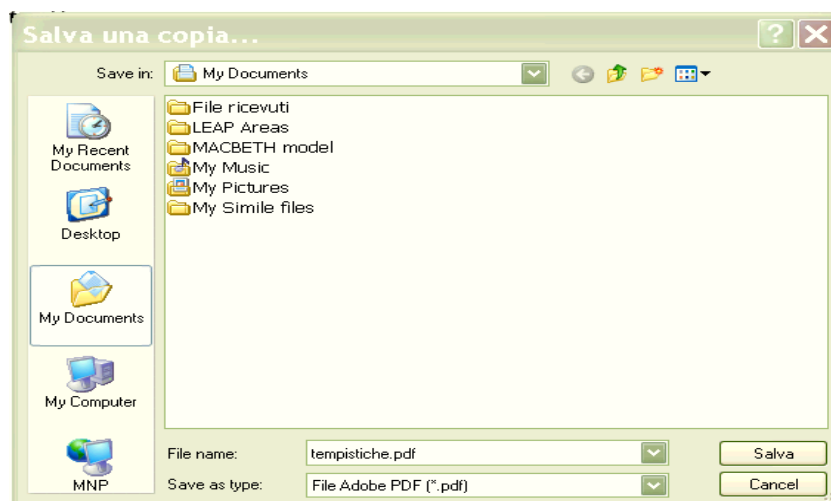 Salva una copia...
Save in: My Documents
My Recent
Documents
Desktop
My Documents
My Computer
MNP
File ricevuti
LEAP Areas
MACBETH model
My Music
My Pictures
My Simile files
File name: tempistiche.pdf Salva
Save as type: File Adobe PDF (*.pdf) Cancel